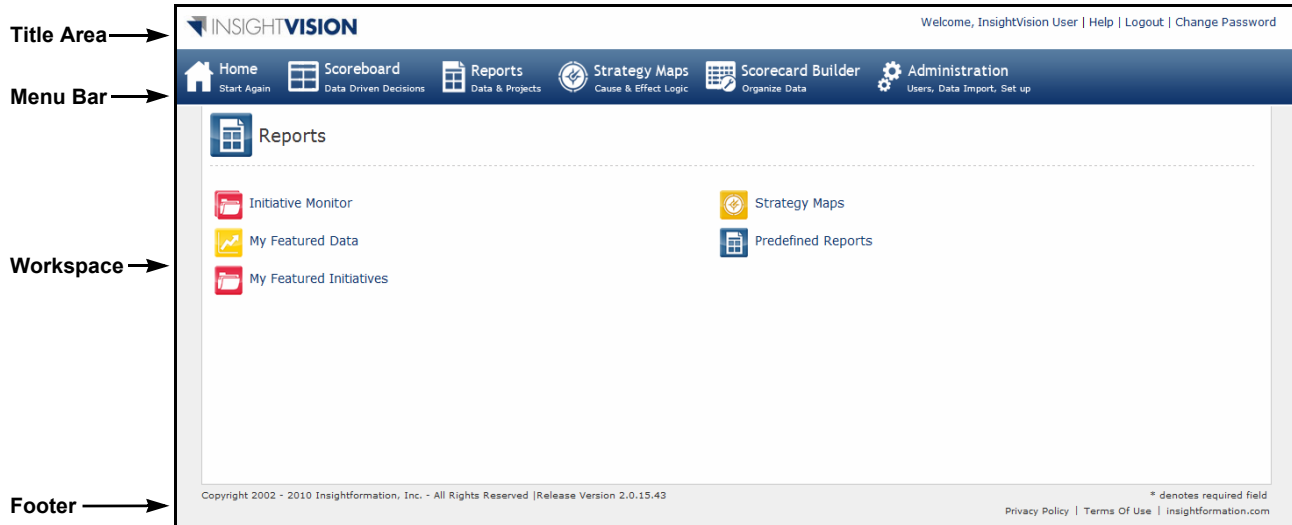 Title Area
INSIGHTVISION
Welcome, InsightVision User | Help | Logout | Change Password
Menu Bar
Home
Start Again
Scoreboard
Data Driven Decisions
Reports
Data & Projects
Strategy Maps
Cause & Effect Logic
Scorecard Builder
Organize Data
Administration
Users, Data Import, Set up
Reports
Workspace
Initiative Monitor
Strategy Maps
My Featured Data
Predefined Reports
My Featured Initiatives
Footer
Copyright 2002 - 2010 Insightformation, Inc. - All Rights Reserved |Release Version 2.0.15.43
* denotes required field
Privacy Policy | Terms Of Use | insightformation.com